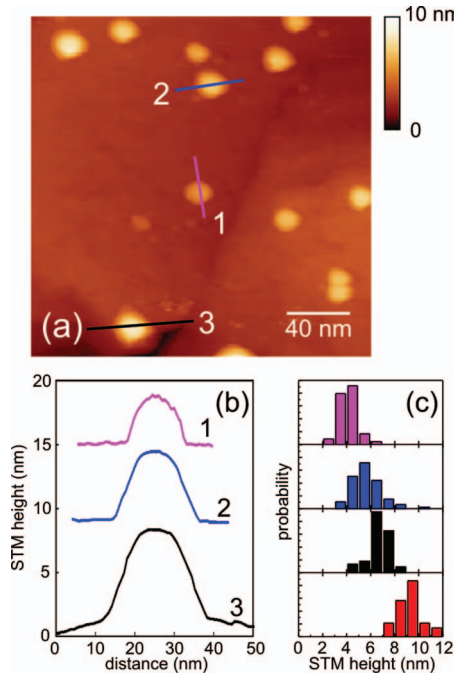 10 nm
0
2
1
3
(a)
40 nm
20
15
10
5
0
STM height (nm)
(b)
1
2
3
0 10 20 30 40 50
distance (nm)
(c)
probability
0 2 4 6 8 10 12
STM height (nm)